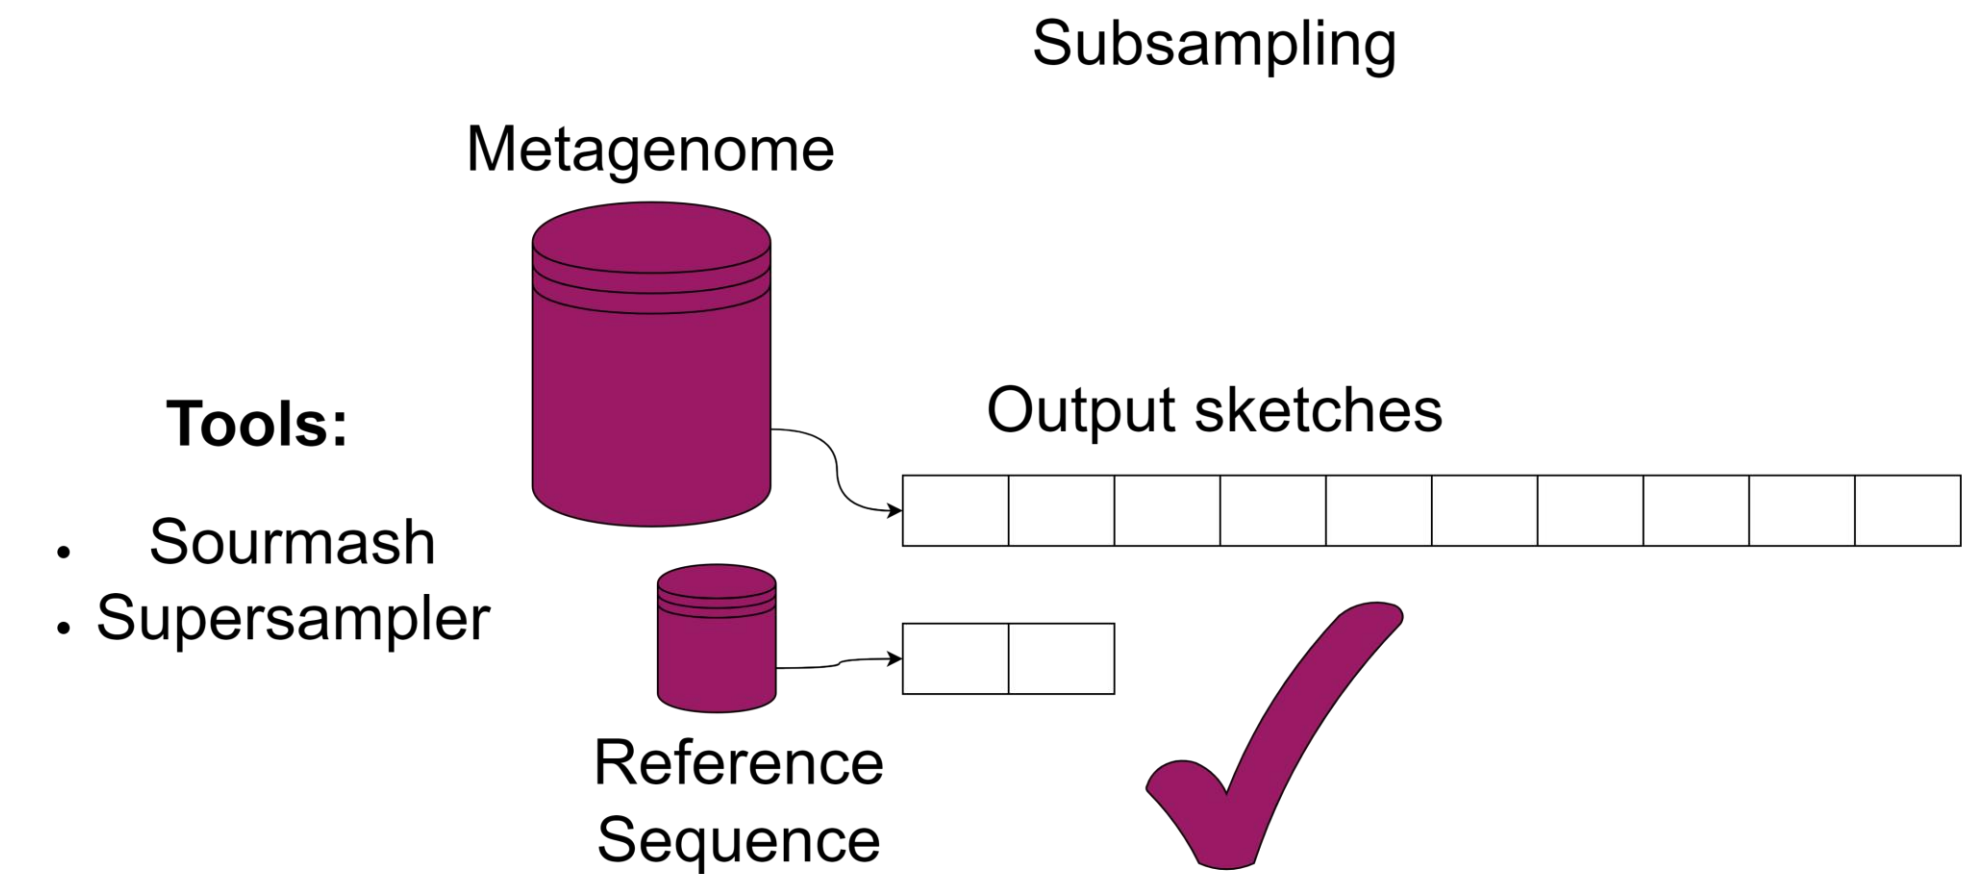 Subsampling
Metagenome
Output sketches
Tools:
• Sourmash
• Supersampler
Reference
Sequence